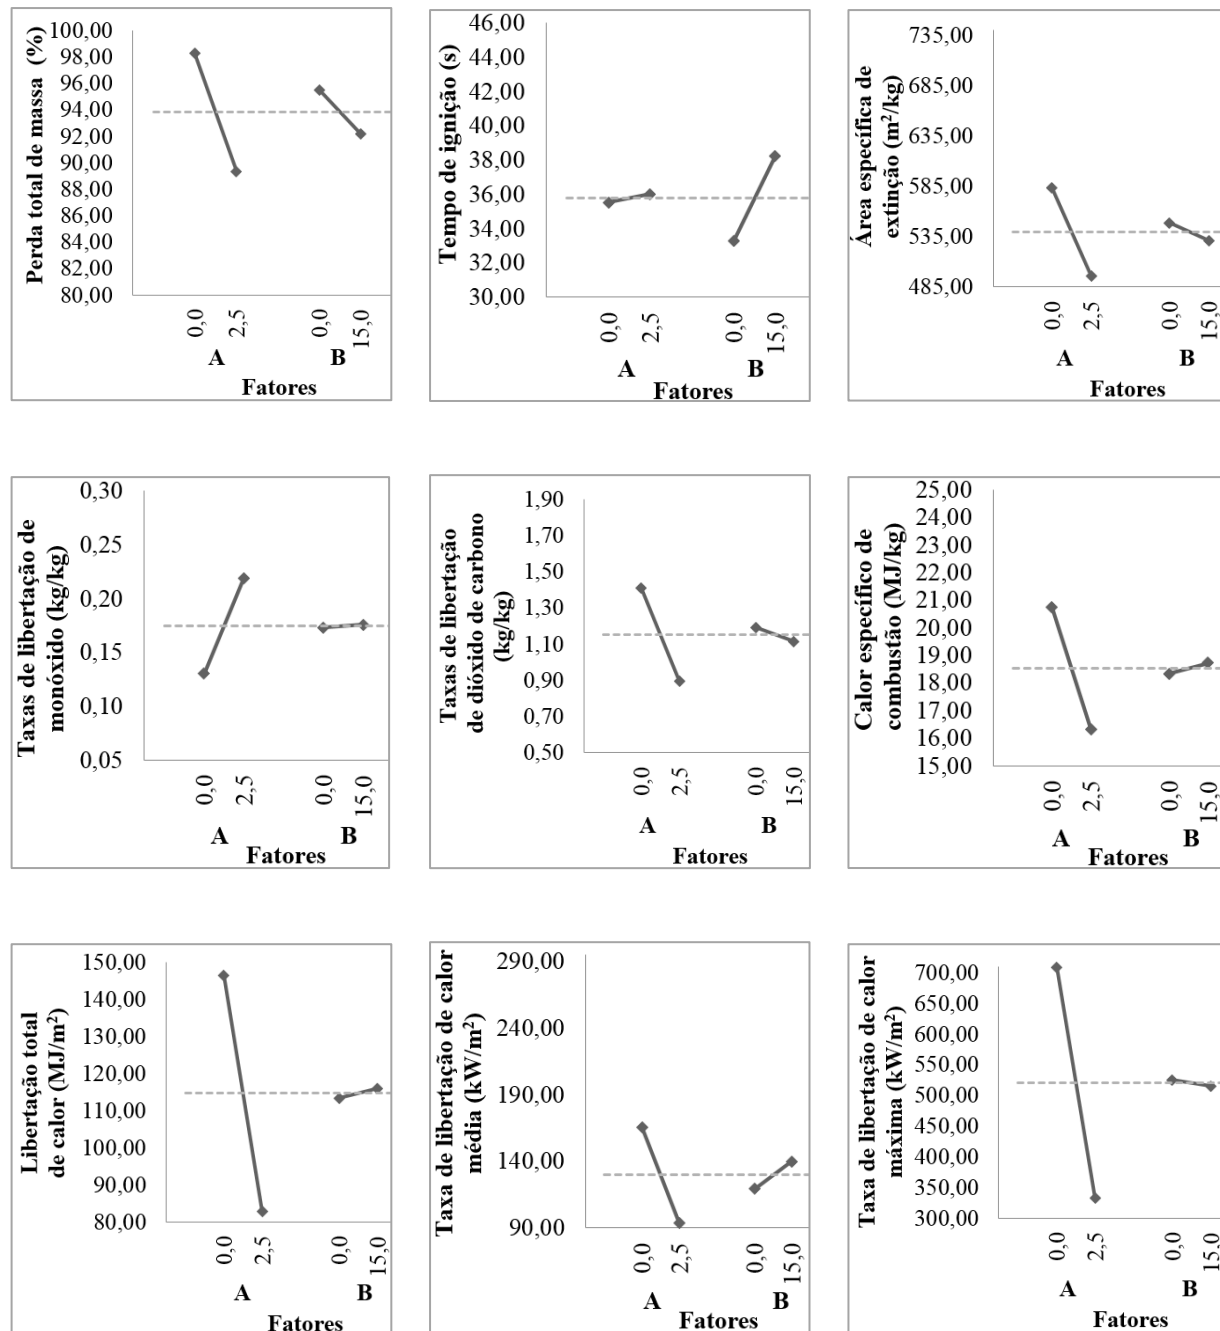 Perda total de massa (%)
100,00
98,00
96,00
94,00
92,00
90,00
88,00
86,00
84,00
82,00
80,00
0,0
2,5
0,0
15,0
A
B
Fatores
Tempo de ignição (s)
46,00
44,00
42,00
40,00
38,00
36,00
34,00
32,00
30,00
0,0
2,5
0,0
15,0
A
B
Fatores
Área específica de
extinção (m²/kg)
735,00
685,00
635,00
585,00
535,00
485,00
0,0
2,5
0,0
15,0
A
B
Fatores
Taxas de libertação de
monóxido (kg/kg)
0,30
0,25
0,20
0,15
0,10
0,05
0,0
2,5
0,0
15,0
A
B
Fatores
Taxas de libertação
de dióxido de carbono
(kg/kg)
1,90
1,70
1,50
1,30
1,10
0,90
0,70
0,50
0,0
2,5
0,0
15,0
A
B
Fatores
Calor específico de
combustão (MJ/kg)
25,00
24,00
23,00
22,00
21,00
20,00
19,00
18,00
17,00
16,00
15,00
0,0
2,5
0,0
15,0
A
B
Fatores
Libertação total
de calor (MJ/m²)
150,00
140,00
130,00
120,00
110,00
100,00
90,00
80,00
0,0
2,5
0,0
15,0
A
B
Fatores
Taxa de libertação de calor
média (kW/m²)
290,00
240,00
190,00
140,00
90,00
0,0
2,5
0,0
15,0
A
B
Fatores
Taxa de libertação de calor
máxima (kW/m²)
700,00
650,00
600,00
550,00
500,00
450,00
400,00
350,00
300,00
0,0
2,5
0,0
15,0
A
B
Fatores